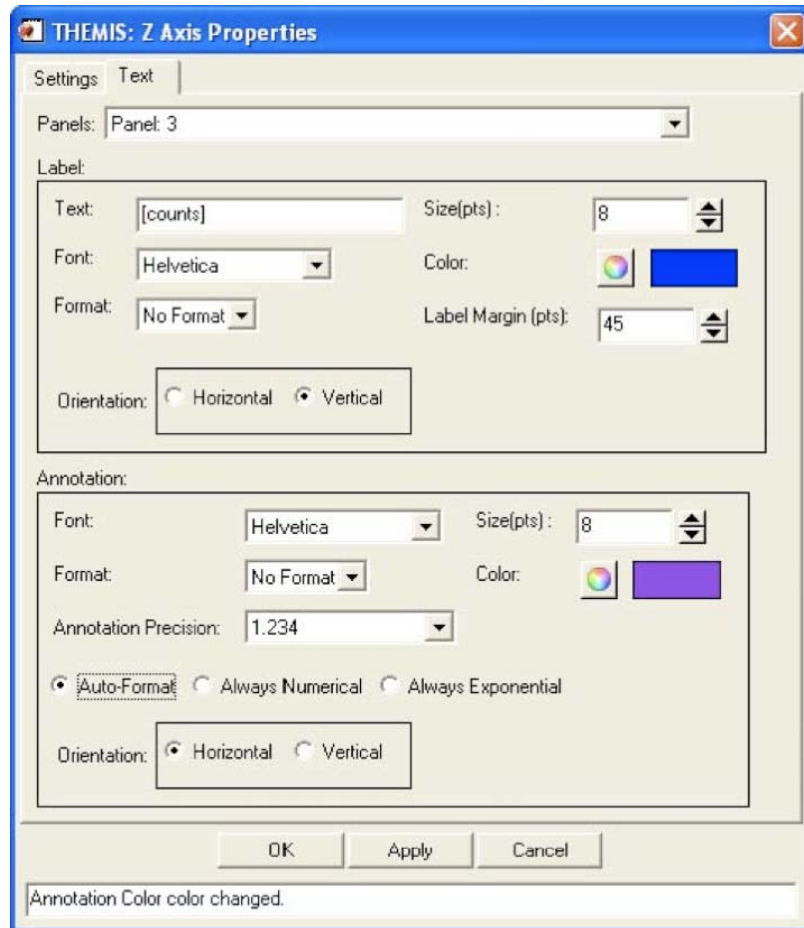 THEMIS: Z Axis Properties
Settings Text
Panels: Panel: 3
Label:
Text: [counts] Size(pts) : 8
Font: Helvetica Color:
Format: No Format Label Margin (pts): 45
Orientation: Horizontal Vertical
Annotation:
Font: Helvetica Size(pts) : 8
Format: No Format Color:
Annotation Precision: 1.234
Auto-Format Always Numerical Always Exponential
Orientation: Horizontal Vertical
OK Apply Cancel
Annotation Color color changed.